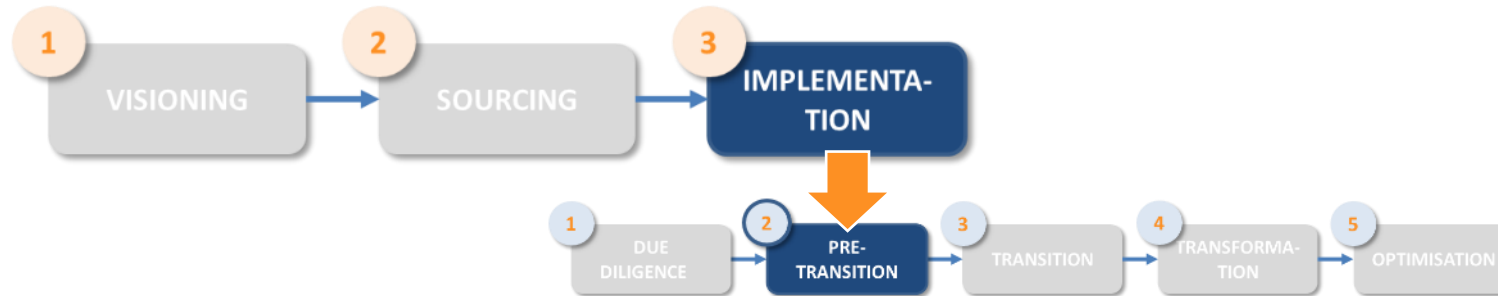 1
VISIONING
2
SOURCING
3
IMPLEMENTA-
TION
1
DUE
DILIGENCE
2
PRE-
TRANSITION
3
TRANSITION
4
TRANSFORMA-
TION
5
OPTIMISATION